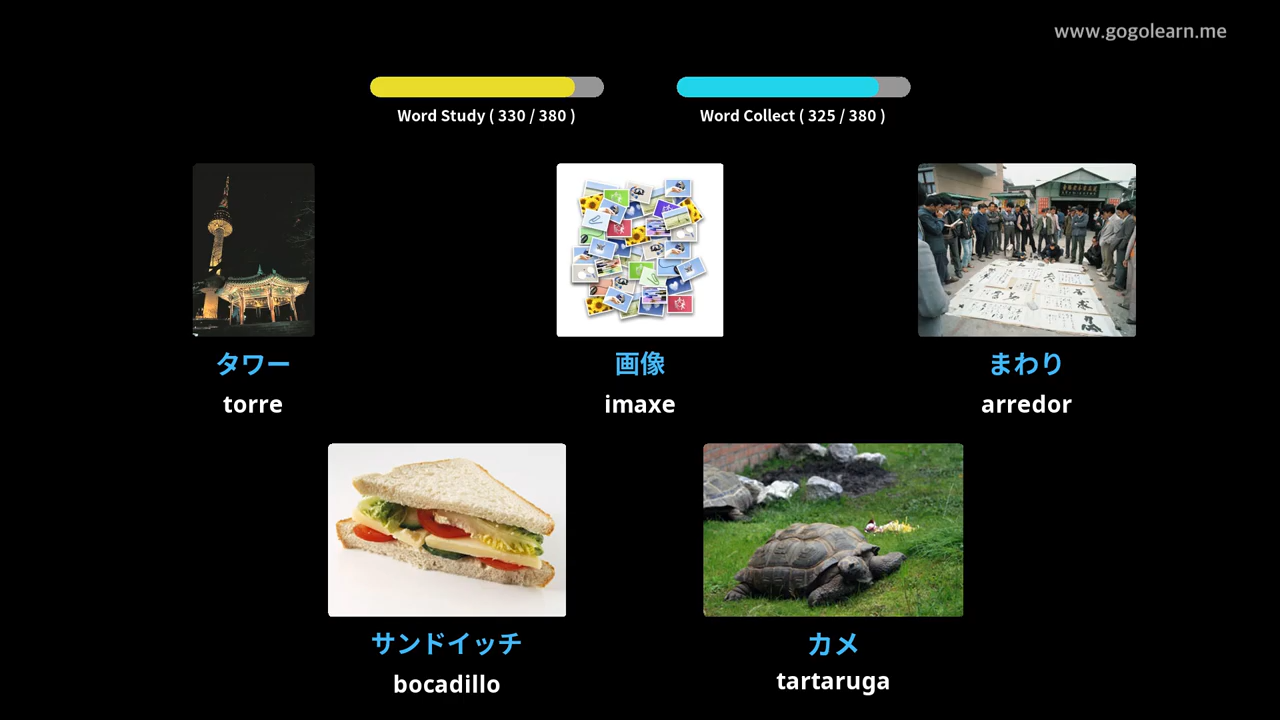 www.gogolearn.me
Word Study ( 330 / 380 )
Word Collect ( 325 / 380 )
タワー
torre
画像
imaxe
まわり
arredor
サンドイッチ
bocadillo
カメ
tartaruga